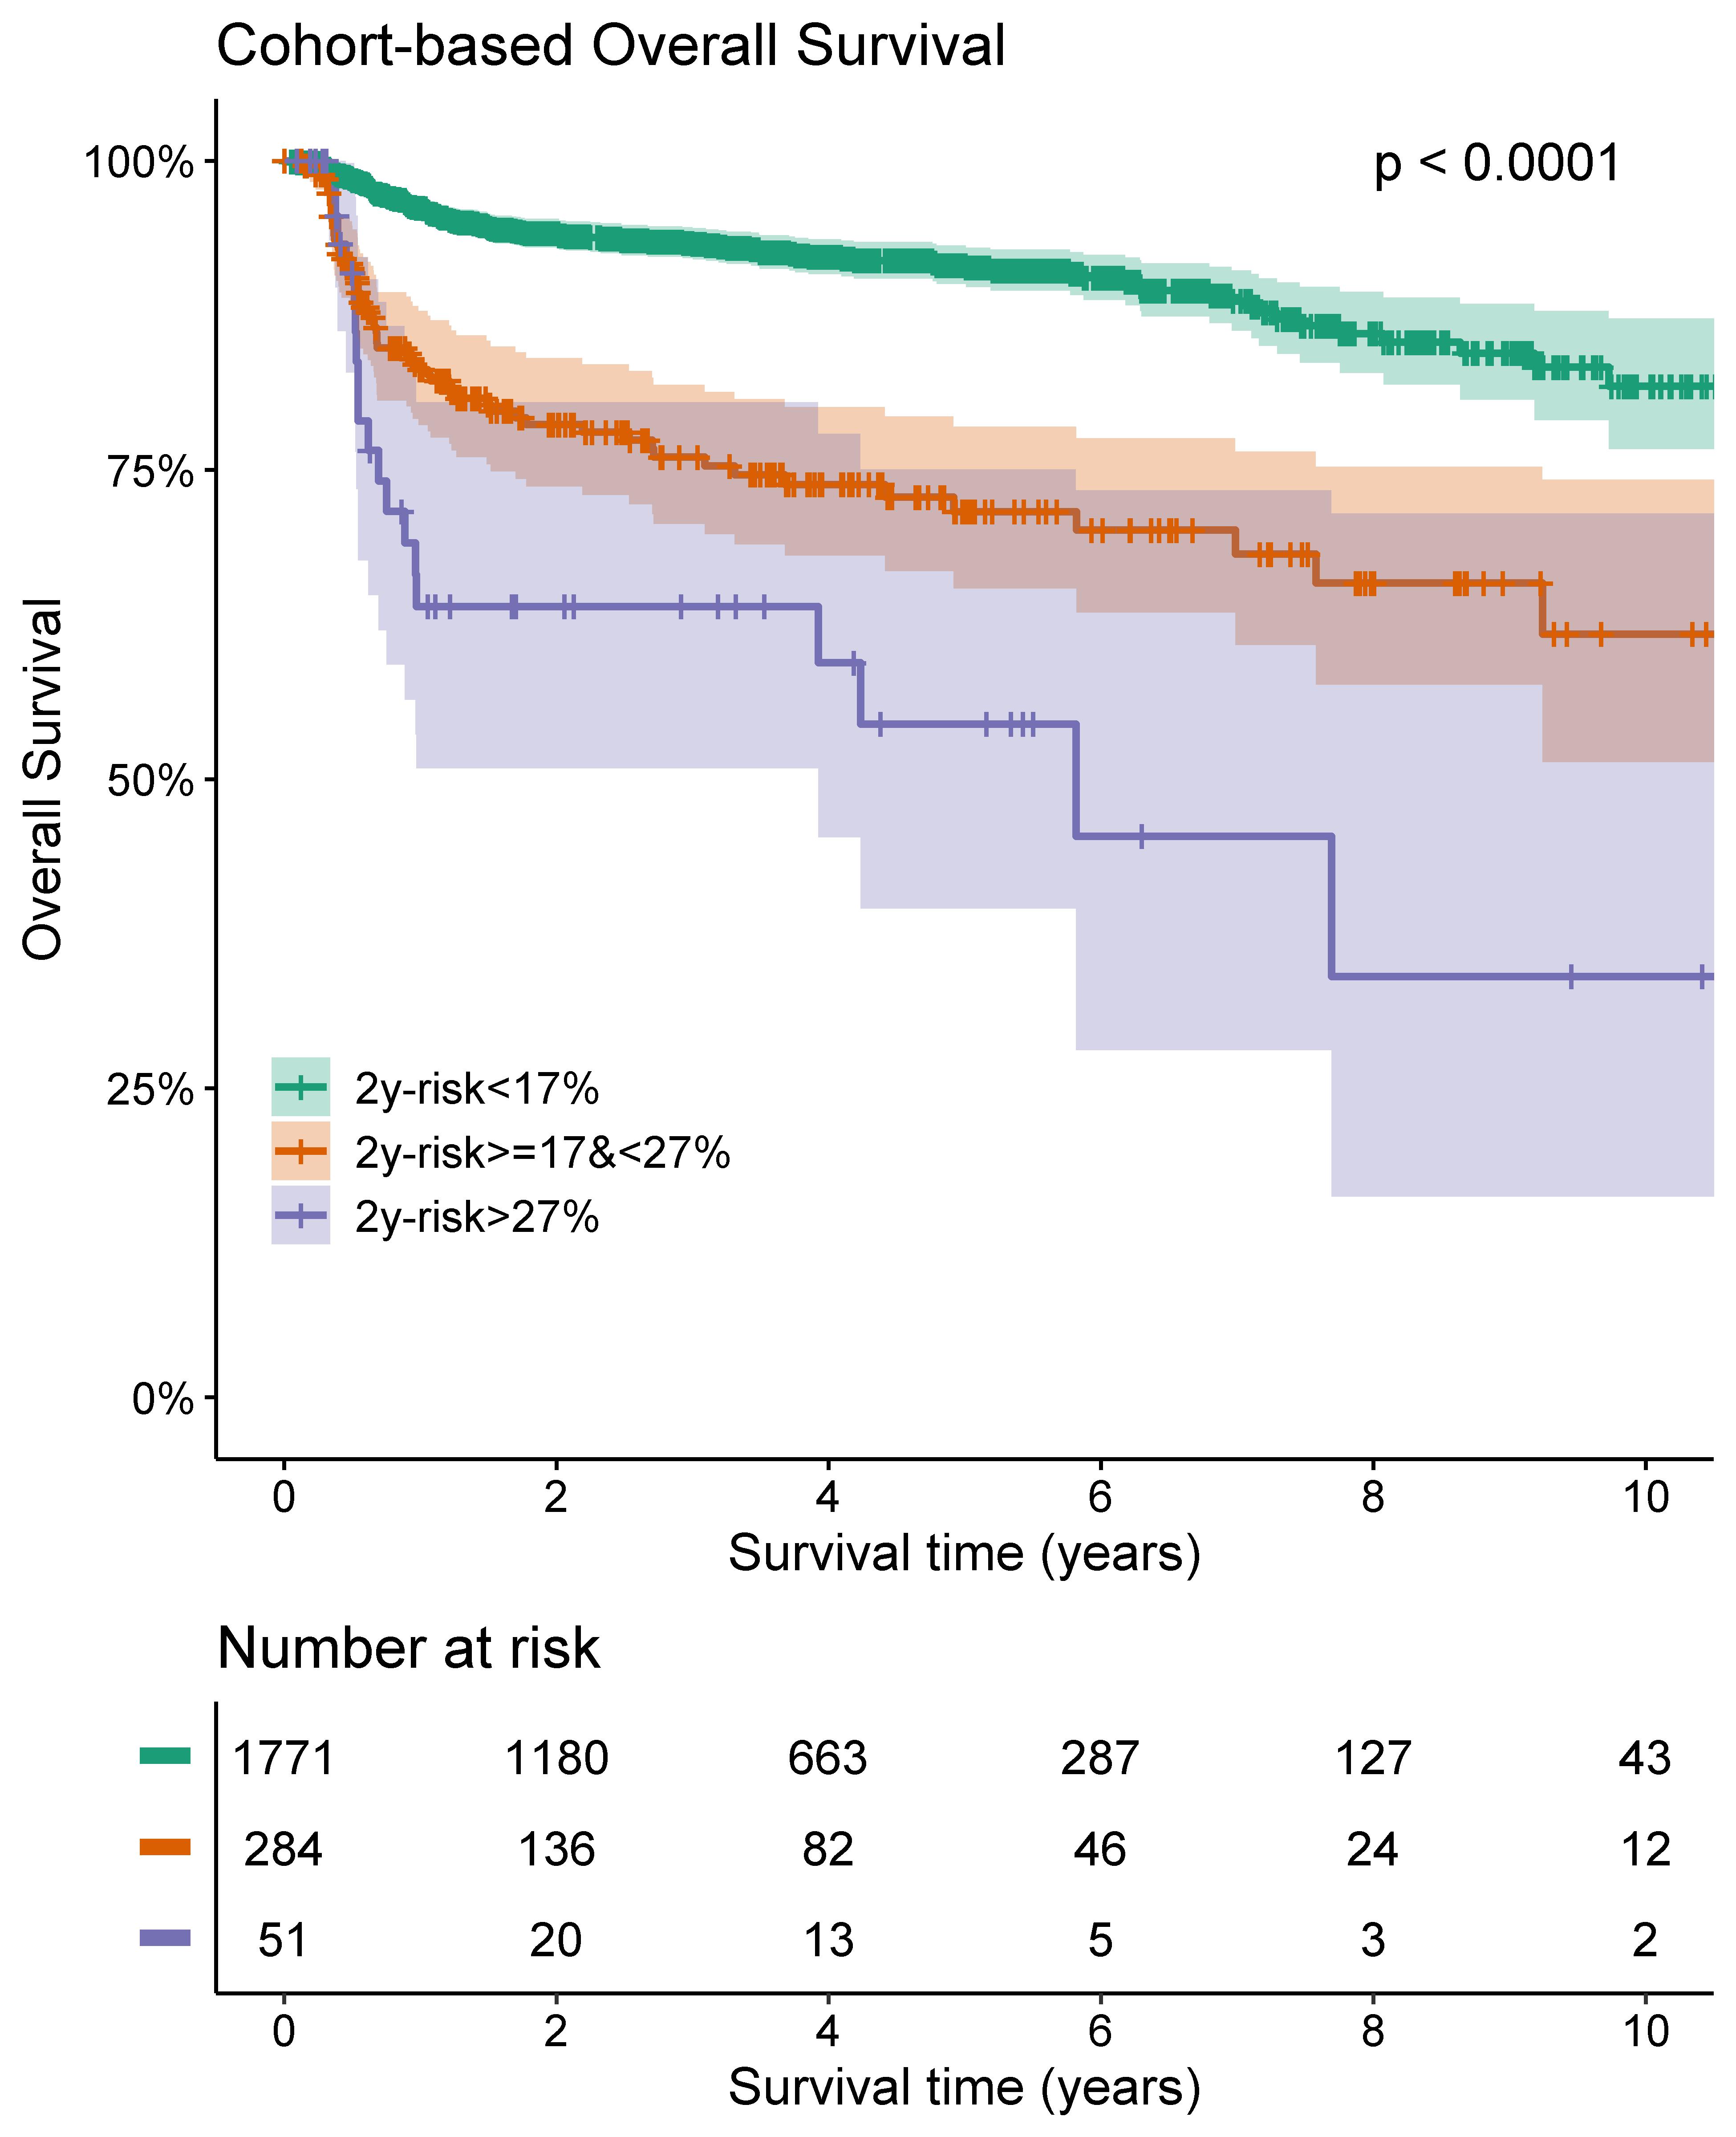 Cohort-based Overall Survival
p < 0.0001
100%
75%
50%
25%
0%
Overall Survival
2y-risk<17%
2y-risk>=17&<27%
2y-risk>27%
0 2 4 6 8 10
Survival time (years)
Number at risk
1771 1180 663 287 127 43
284 136 82 46 24 12
51 20 13 5 3 2
0 2 4 6 8 10
Survival time (years)